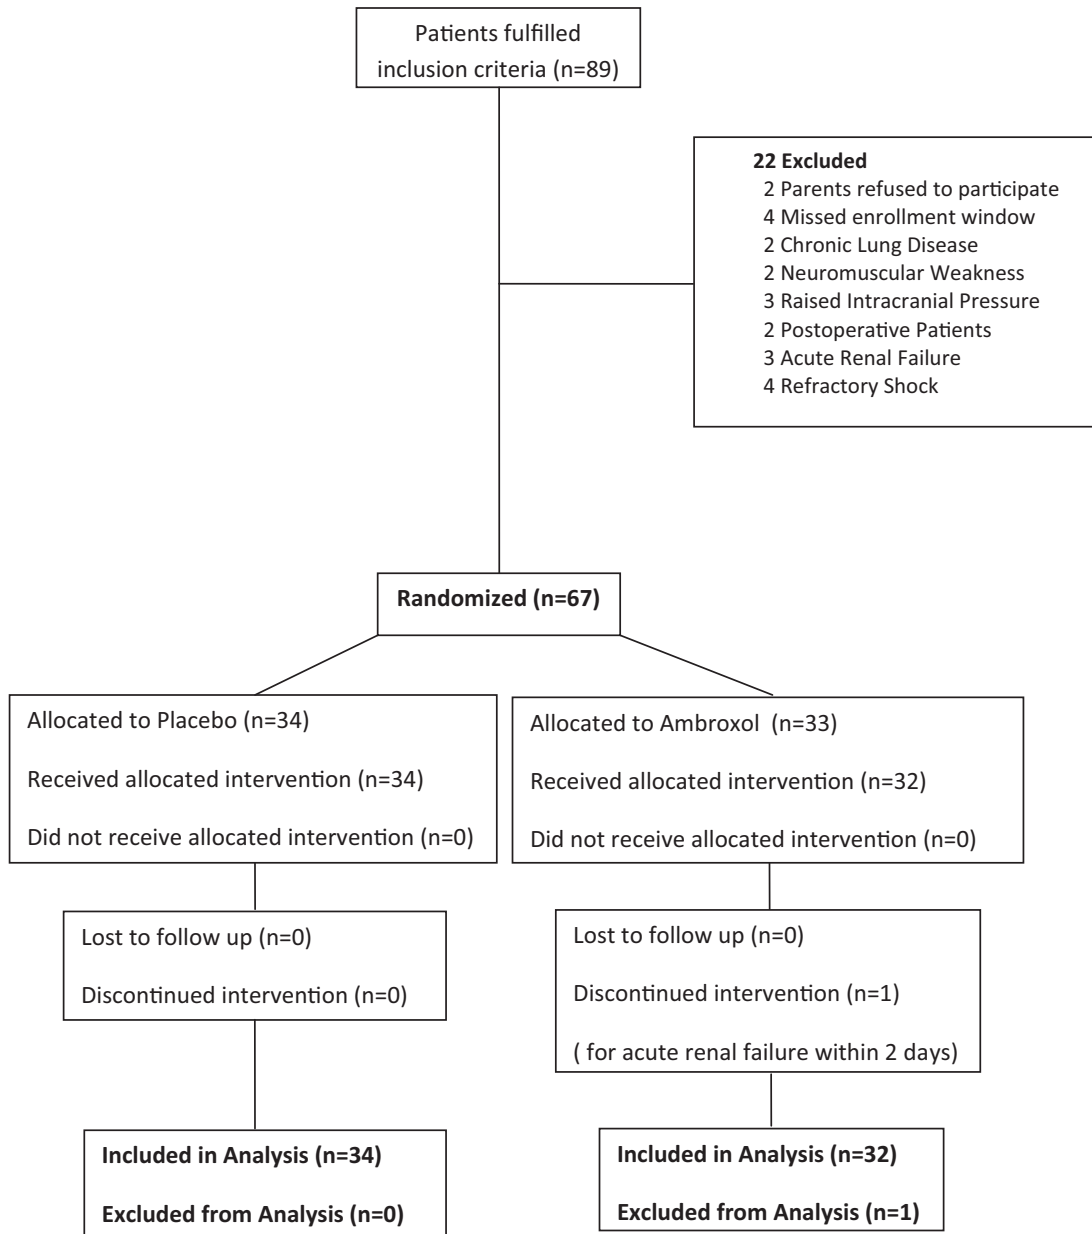 Patients fulfilled
inclusion criteria (n=89)
22 Excluded
2 Parents refused to participate
4 Missed enrollment window
2 Chronic Lung Disease
2 Neuromuscular Weakness
3 Raised Intracranial Pressure
2 Postoperative Patients
3 Acute Renal Failure
4 Refractory Shock
Randomized (n=67)
Allocated to Placebo (n=34)
Received allocated intervention (n=34)
Did not receive allocated intervention (n=0)
Allocated to Ambroxol (n=33)
Received allocated intervention (n=32)
Did not receive allocated intervention (n=0)
Lost to follow up (n=0)
Discontinued intervention (n=0)
Lost to follow up (n=0)
Discontinued intervention (n=1)
( for acute renal failure within 2 days)
Included in Analysis (n=34)
Excluded from Analysis (n=0)
Included in Analysis (n=32)
Excluded from Analysis (n=1)